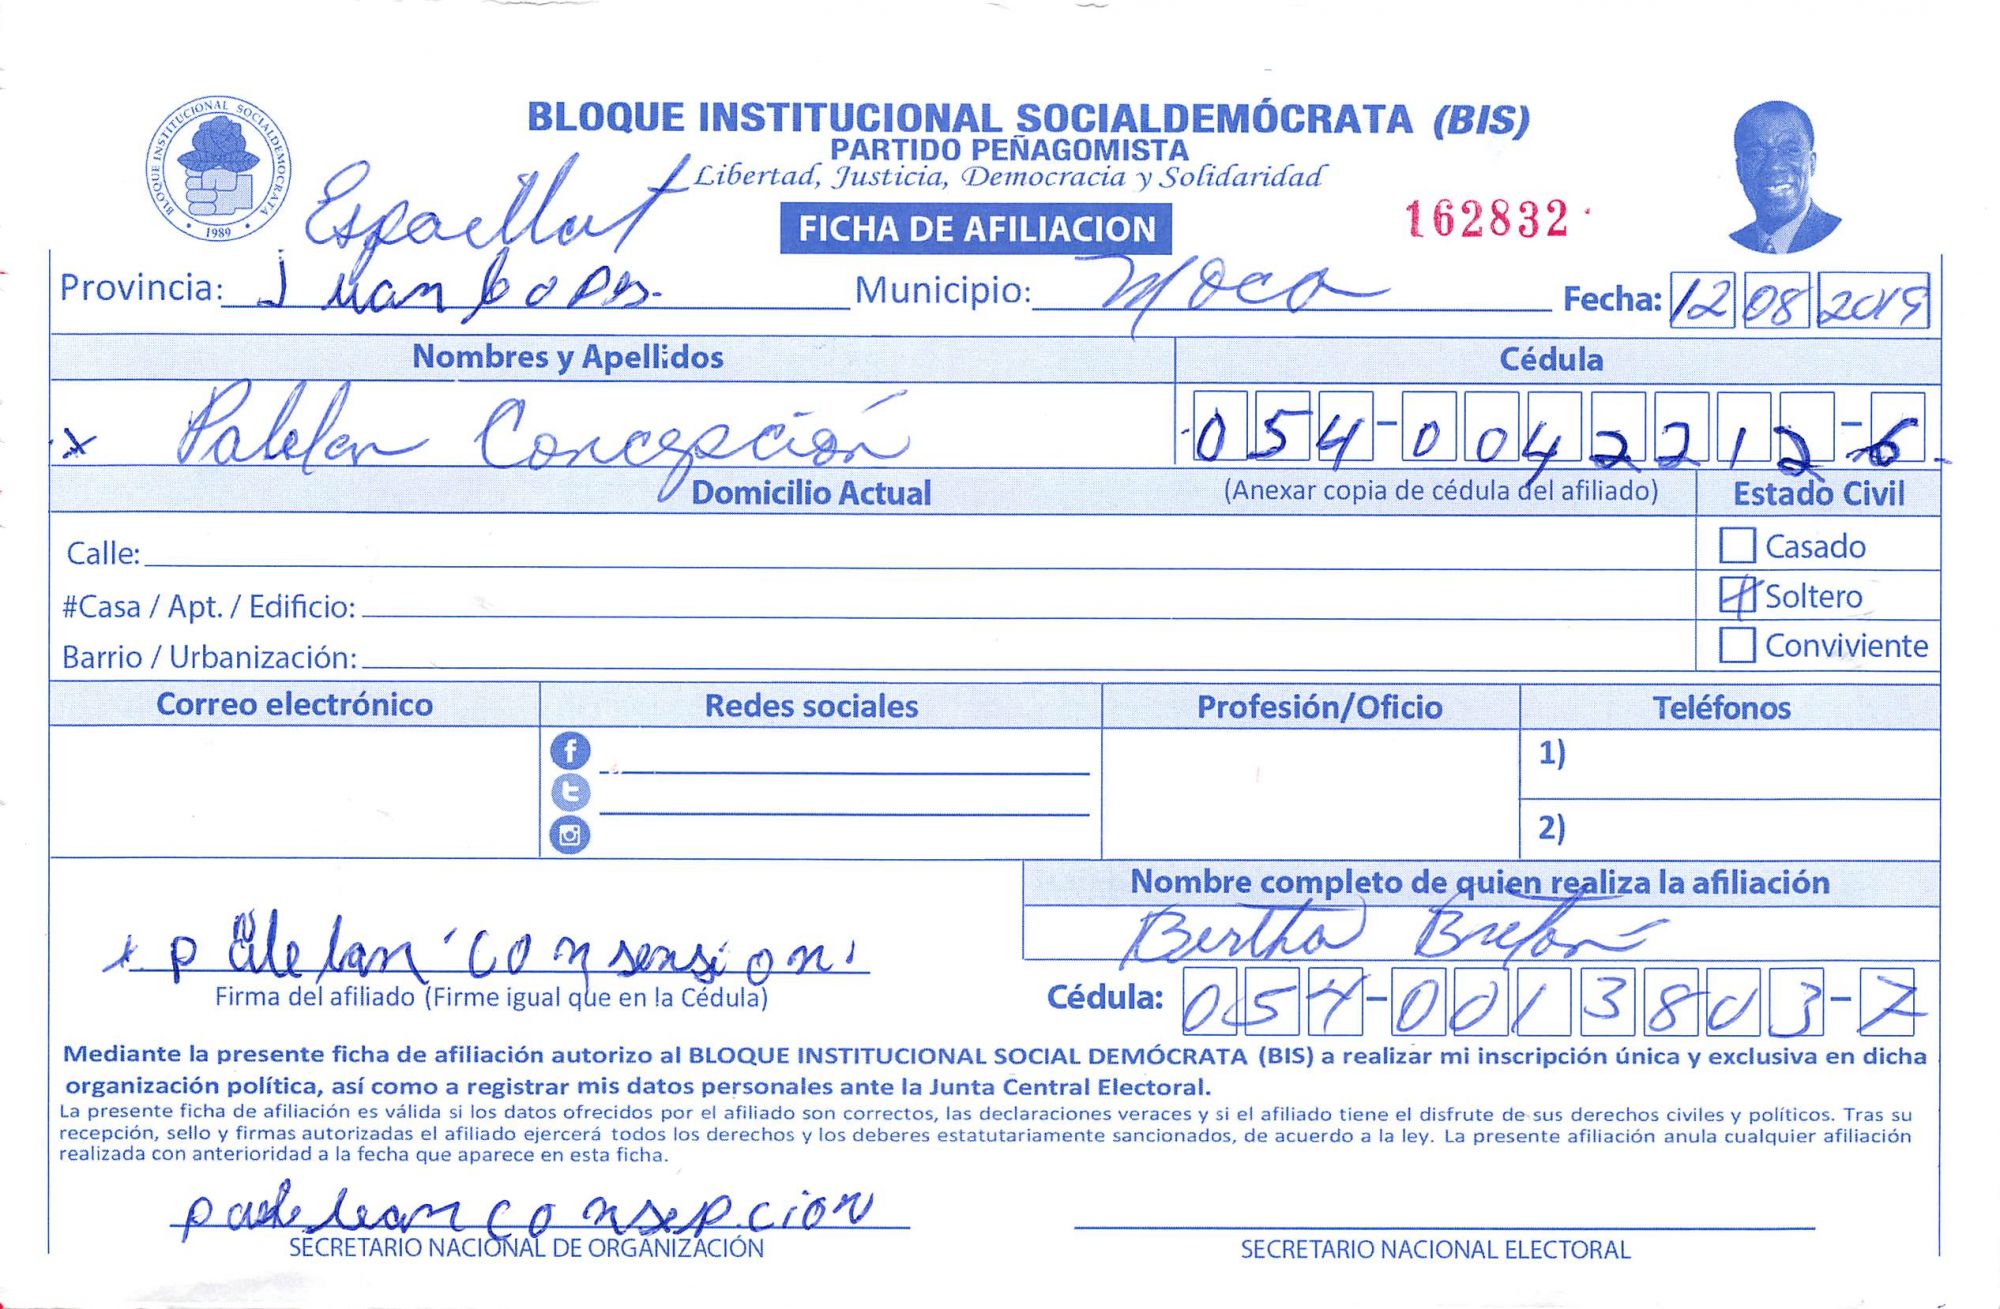 BLOQUE INSTITUCIONAL SOCIALDEMÓCRATA (BIS)
PARTIDO PEÑAGOMISTA
Libertad, Justicia, Democracia y Solidaridad
BLOQUE INSTITUCIONAL SOCIALDEMOCRATA
1989
FICHA DE AFILIACION
162832
Espaillat
Provincia: Juan Lopes. Municipio: Moca Fecha: 12 08 2019
Nombres y Apellidos Cédula
x Concepción 054-0042212-6
Domicilio Actual (Anexar copia de cédula del afiliado) Estado Civil
Calle: Casado
#Casa / Apt. / Edificio: Soltero
Barrio / Urbanización: Conviviente
Correo electrónico Redes sociales Profesión/Oficio Teléfonos
1)
2)
Nombre completo de quien realiza la afiliación
Bertha Breton
x consension
Firma del afiliado (Firme igual que en la Cédula)
Cédula: 054-0013803-7
Mediante la presente ficha de afiliación autorizo al BLOQUE INSTITUCIONAL SOCIAL DEMÓCRATA (BIS) a realizar mi inscripción única y exclusiva en dicha
organización política, así como a registrar mis datos personales ante la Junta Central Electoral.
La presente ficha de afiliación es válida si los datos ofrecidos por el afiliado son correctos, las declaraciones veraces y si el afiliado tiene el disfrute de sus derechos civiles y políticos. Tras su
recepción, sello y firmas autorizadas el afiliado ejercerá todos los derechos y los deberes estatutariamente sancionados, de acuerdo a la ley. La presente afiliación anula cualquier afiliación
realizada con anterioridad a la fecha que aparece en esta ficha.
consepcion
SECRETARIO NACIONAL DE ORGANIZACIÓN SECRETARIO NACIONAL ELECTORAL